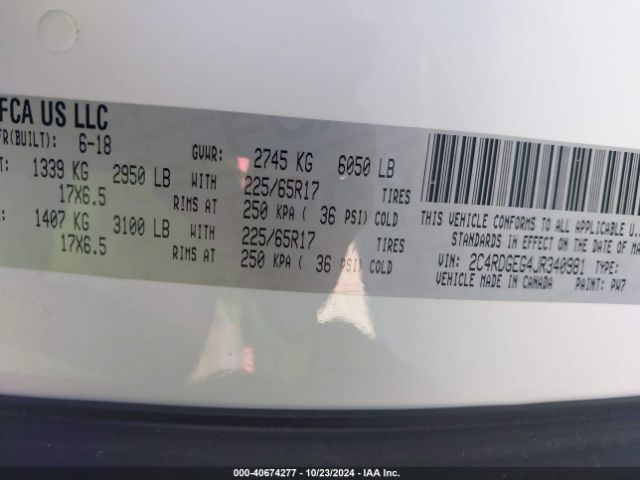 FCA US LLC
FR(BUILT): 6-18
GVWR: 2745 KG 6050 LB
T: 1339 KG 2950 LB WITH 225/65R17 TIRES
17X6.5 RIMS AT 250 KPA ( 36 PSI) COLD
: 1407 KG 3100 LB WITH 225/65R17 TIRES
17X6.5 RIMS AT 250 KPA ( 36 PSI) COLD
THIS VEHICLE CONFORMS TO ALL APPLICABLE U.S
STANDARDS IN EFFECT ON THE DATE OF MA
VIN: 2C4RDGEG4JR340981 TYPE:
VEHICLE MADE IN CANADA PAINT: PW7
000-40674277 - 10/23/2024 - IAA Inc.